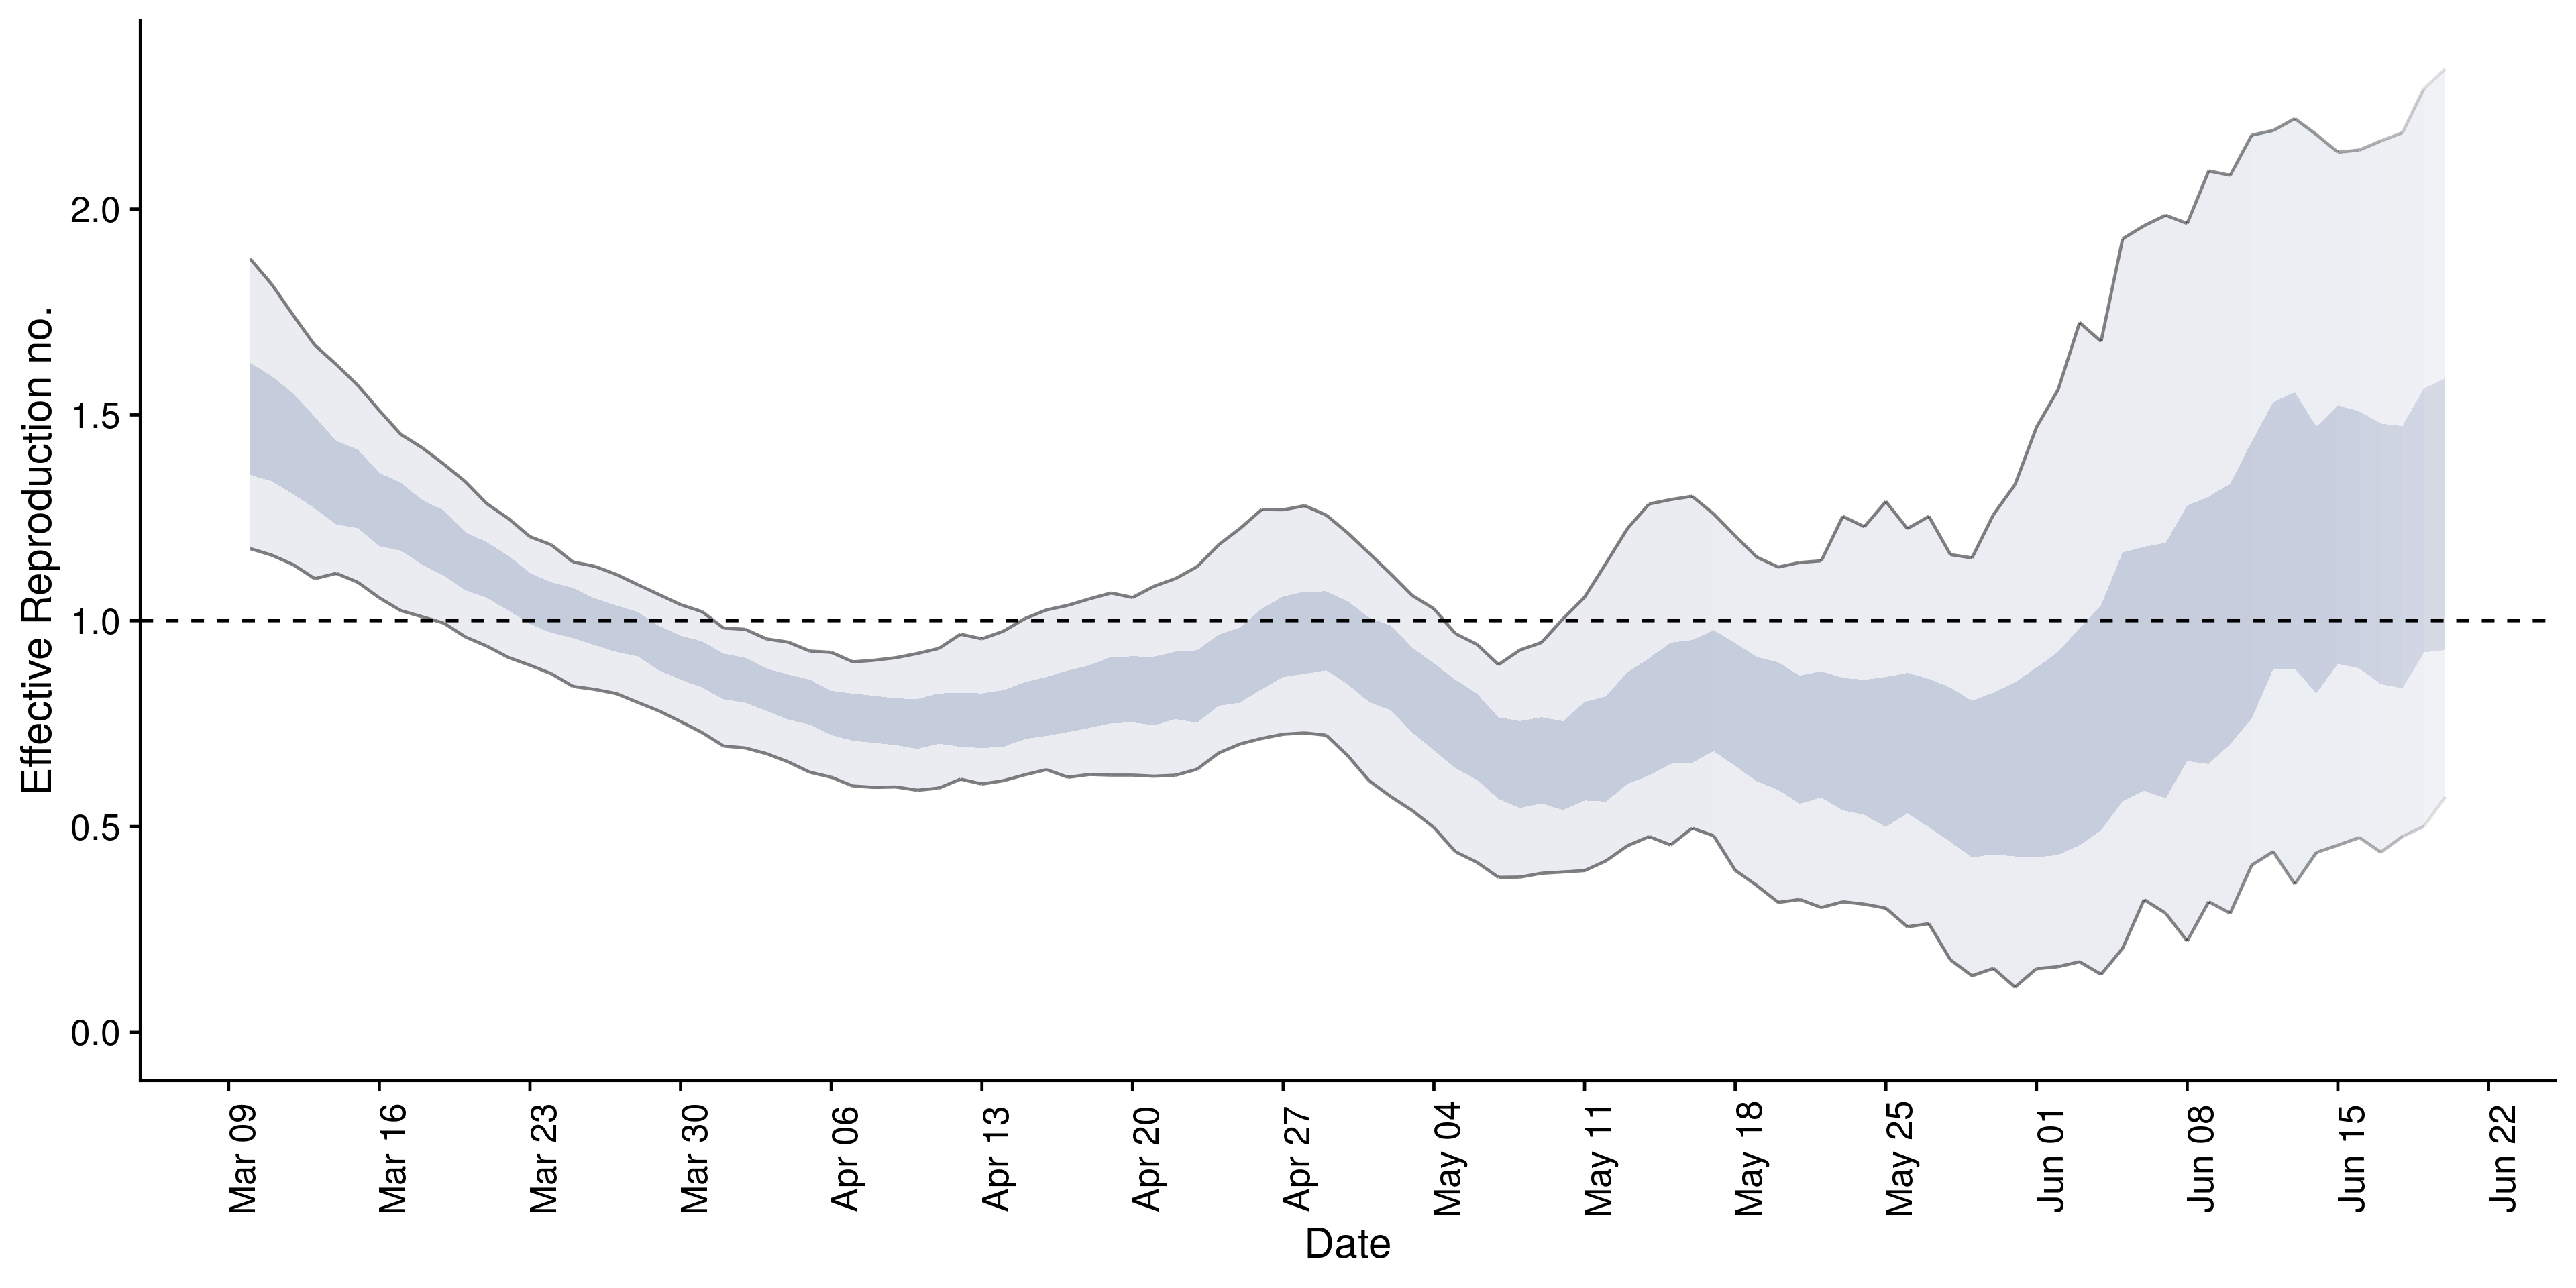 Effective Reproduction no.
2.0
1.5
1.0
0.5
0.0
Mar 09
Mar 16
Mar 23
Mar 30
Apr 06
Apr 13
Apr 20
Apr 27
May 04
May 11
May 18
May 25
Jun 01
Jun 08
Jun 15
Jun 22
Date